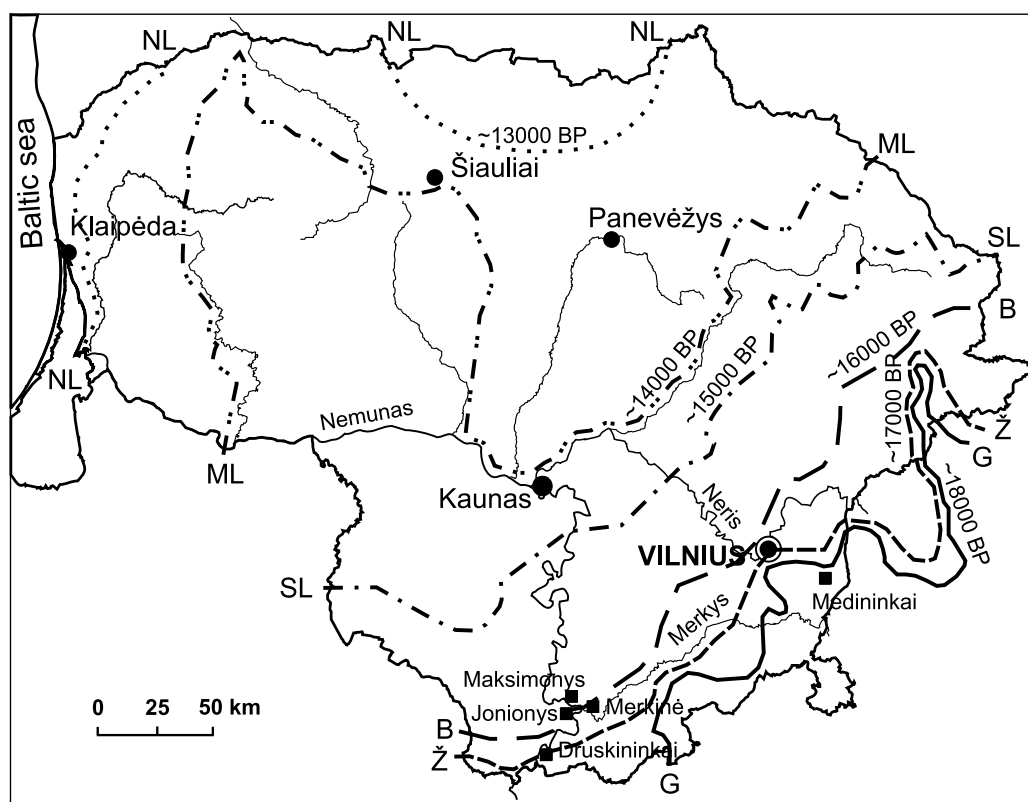 NL
NL
NL
~13000 BP
ML
Šiauliai
Baltic sea
Klaipėda
Panevėžys
SL
B
~16000 BP
~14000 BP
~15000 BP
~17000 BP
NL
Nemunas
Ž
G
ML
Kaunas
~18000 BP
Neris
VILNIUS
SL
Medininkai
Merkys
Maksimonys
Jonionys
Merkinė
0 25 50 km
B
Druskininkai
Ž
G